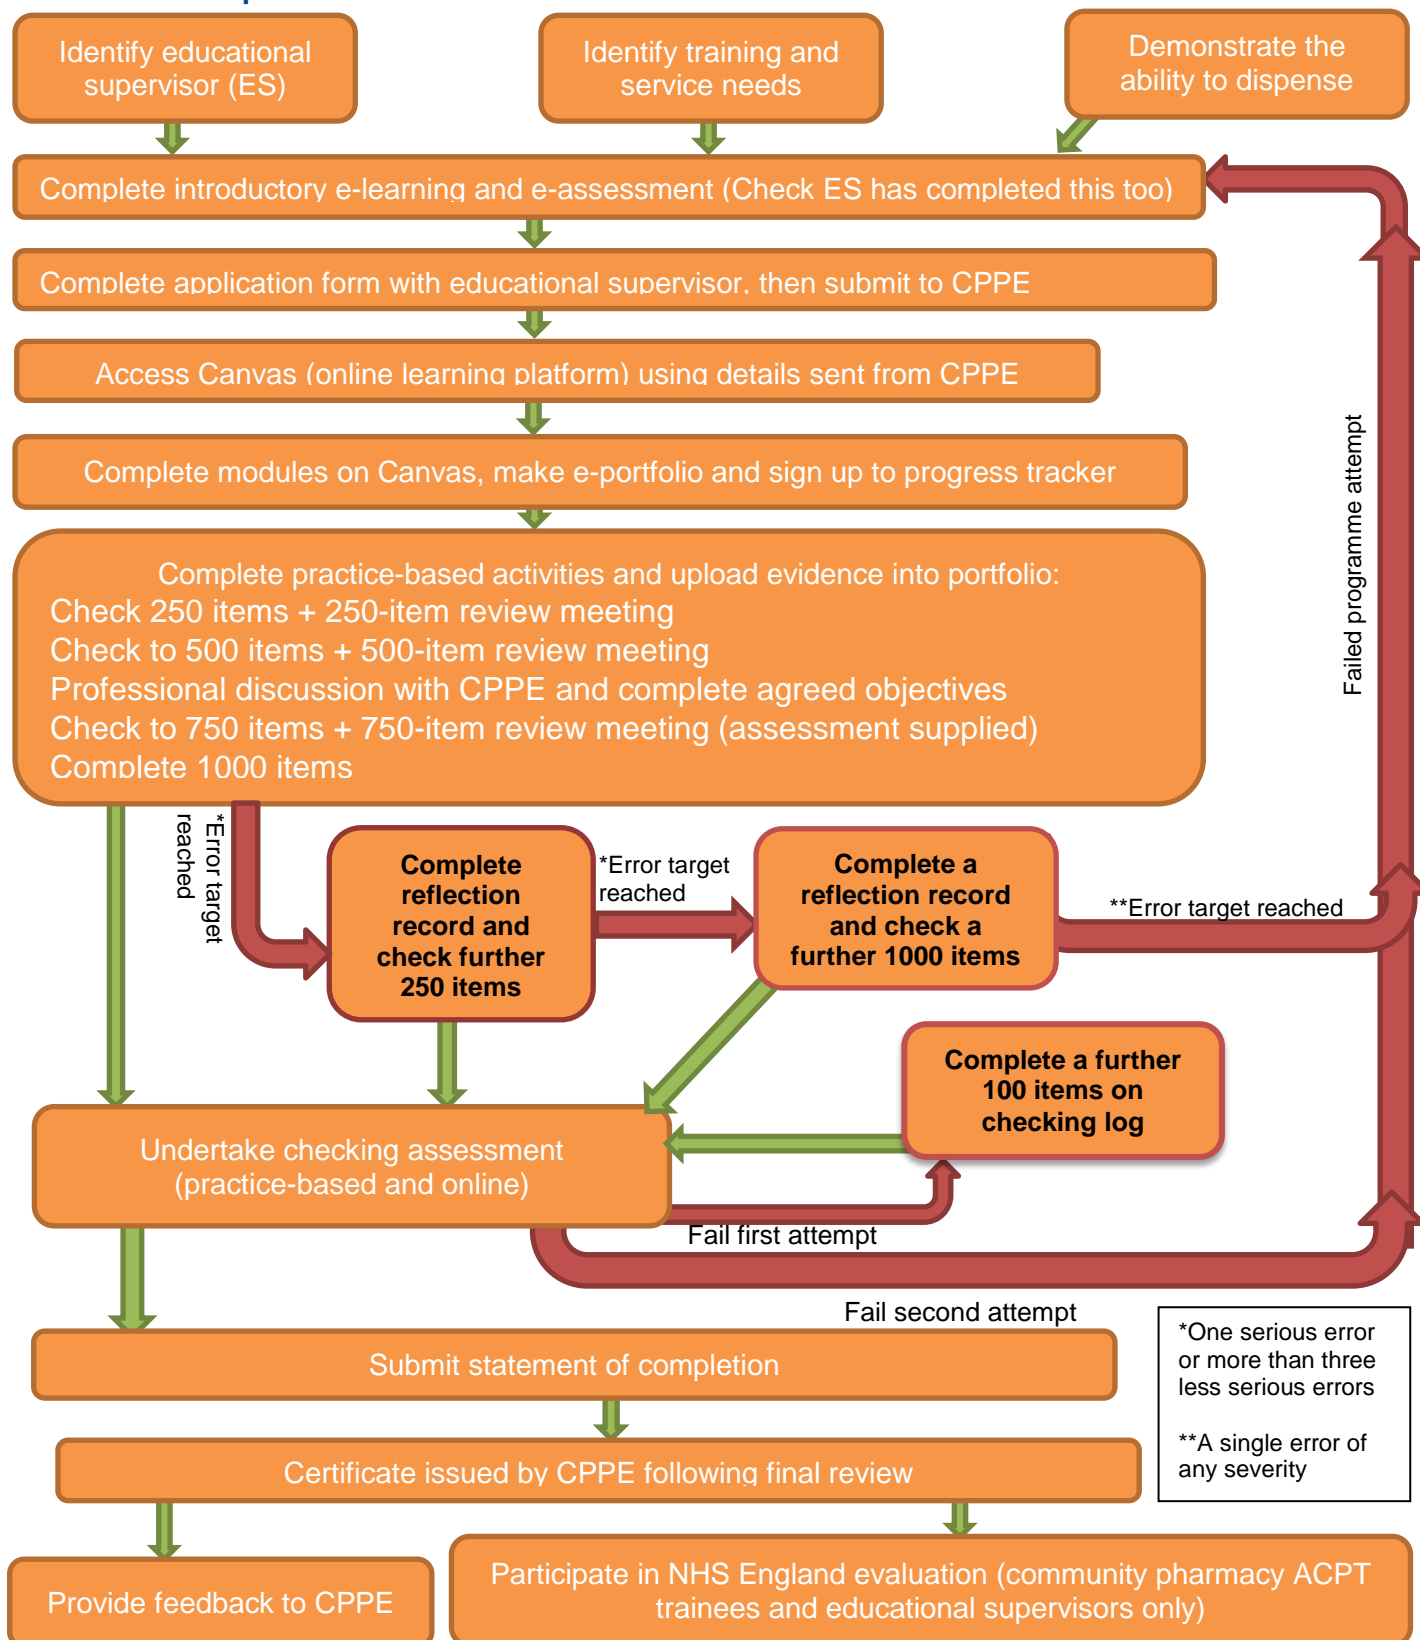 Identify educational
supervisor (ES)
Identify training and
service needs
Demonstrate the
ability to dispense
Complete introductory e-learning and e-assessment (Check ES has completed this too)
Complete application form with educational supervisor, then submit to CPPE
Access Canvas (online learning platform) using details sent from CPPE
Complete modules on Canvas, make e-portfolio and sign up to progress tracker
Complete practice-based activities and upload evidence into portfolio:
Check 250 items + 250-item review meeting
Check to 500 items + 500-item review meeting
Professional discussion with CPPE and complete agreed objectives
Check to 750 items + 750-item review meeting (assessment supplied)
Complete 1000 items
Failed programme attempt
*Error target
reached
Complete
reflection
record and
check further
250 items
*Error target
reached
Complete a
reflection record
and check a
further 1000 items
**Error target reached
Complete a further
100 items on
checking log
Undertake checking assessment
(practice-based and online)
Fail first attempt
Fail second attempt
*One serious error
or more than three
less serious errors
**A single error of
any severity
Submit statement of completion
Certificate issued by CPPE following final review
Provide feedback to CPPE
Participate in NHS England evaluation (community pharmacy ACPT
trainees and educational supervisors only)